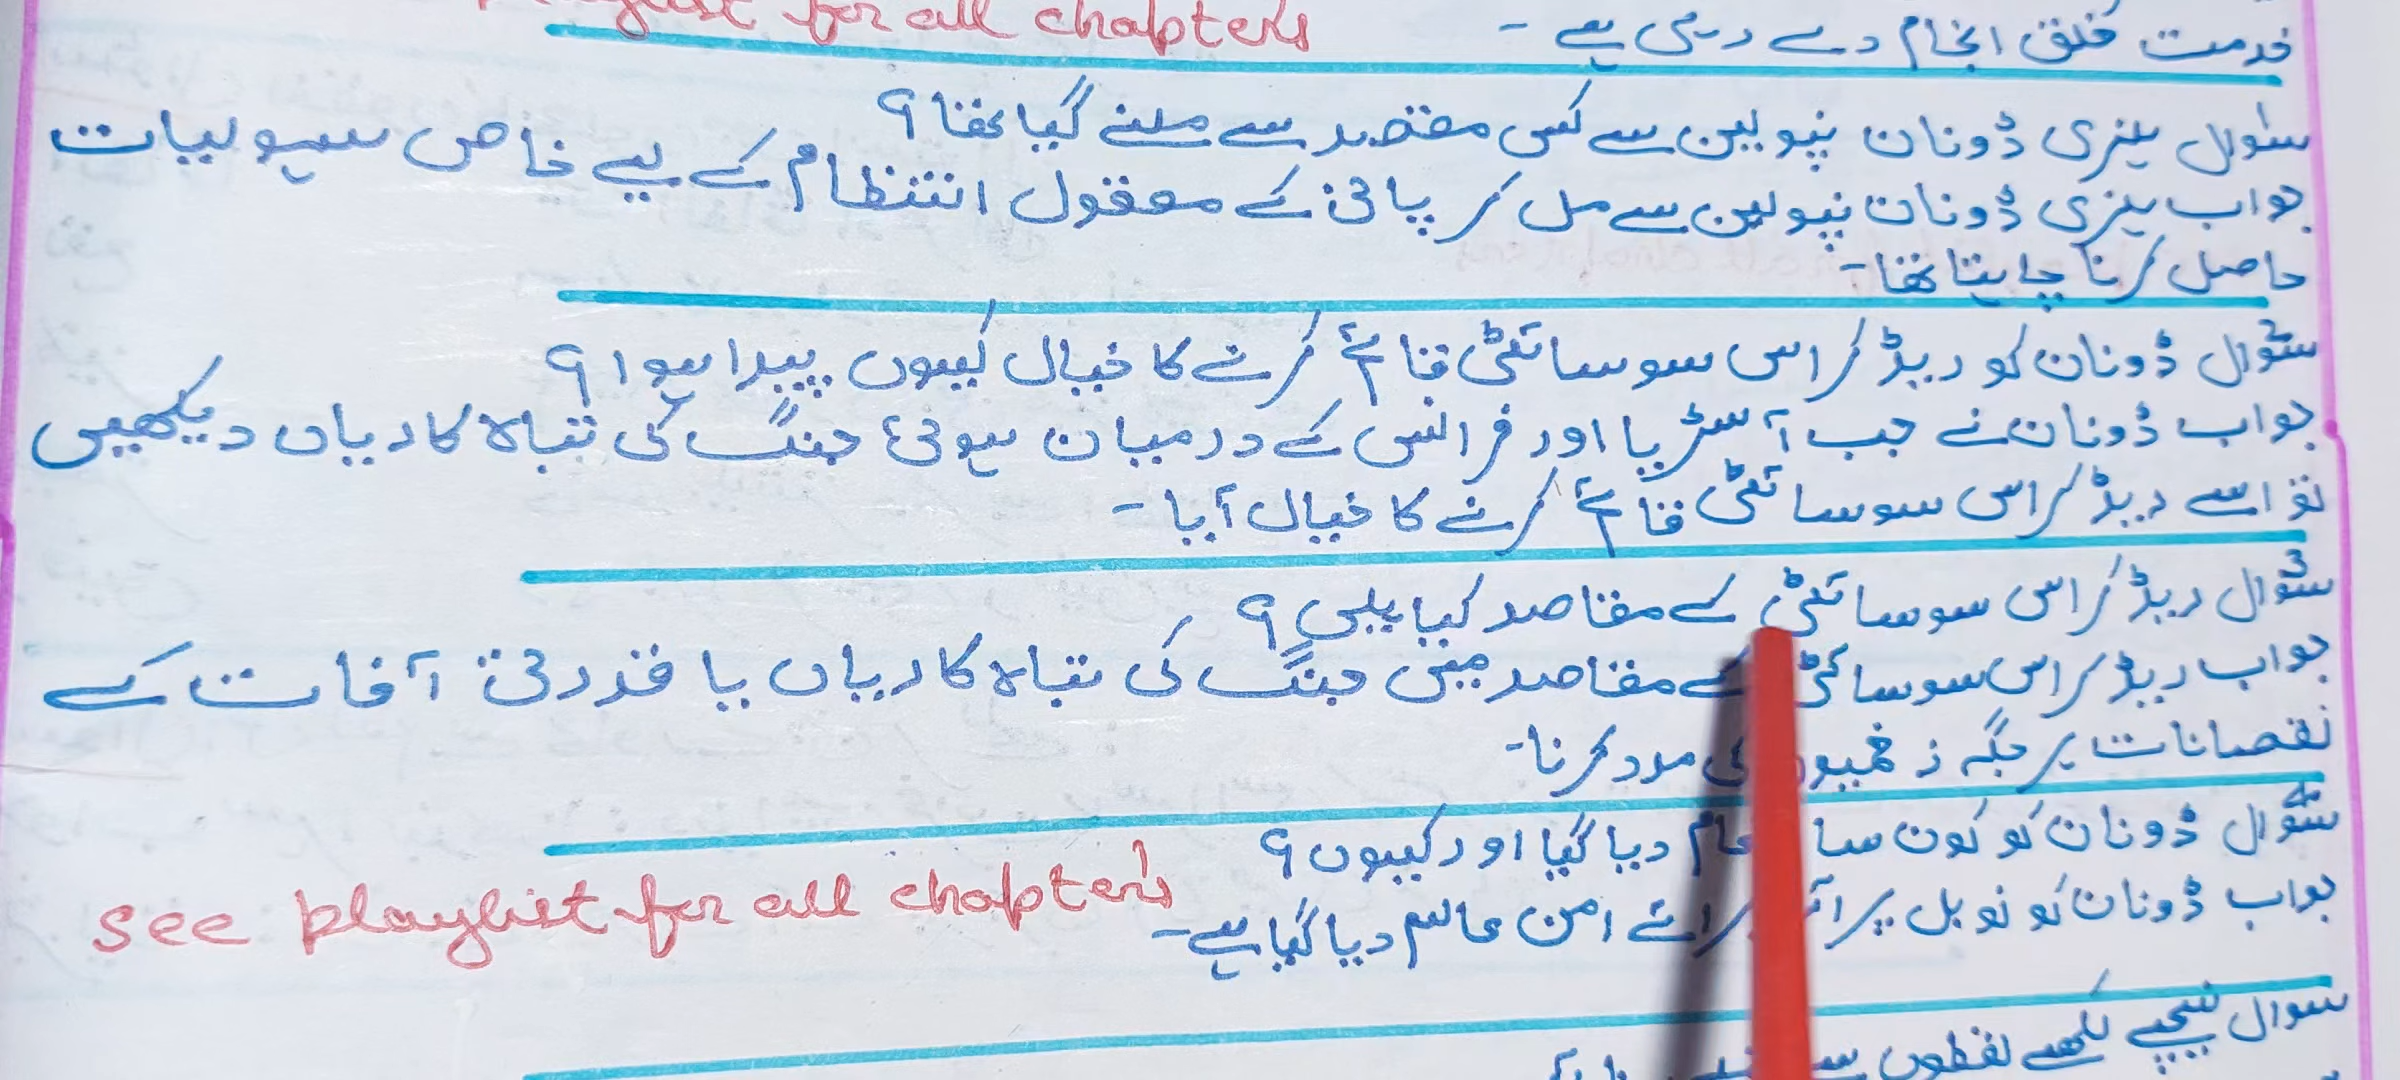 playlist for all chapters
خدمت خلق انجام دے رہی ہے -
سوال ہنری ڈونان نپولین سے کس مقصد سے ملنے گیا تھا؟
جواب ہنری ڈونان نپولین سے مل کر پانی کے معقول انتظام کے لیے خاص سہولیات
حاصل کرنا چاہتا تھا -
سوال 2 ڈونان کو ریڈ کراس سوسائٹی قائم کرنے کا خیال کیوں پیدا ہوا؟
جواب ڈونان نے جب آسٹریا اور فرانس کے درمیان ہوئی جنگ کی تباہ کاریاں دیکھیں
تو اسے ریڈ کراس سوسائٹی قائم کرنے کا خیال آیا -
سوال 3 ریڈ کراس سوسائٹی کے مقاصد کیا ہیں؟
جواب ریڈ کراس سوسائٹی کے مقاصد ہیں جنگ کی تباہ کاریاں یا قدرتی آفات کے
نقصانات ہر جگہ زخمیوں کی مدد کرنا -
سوال 4 ڈونان کو کون سا دیا گیا اور کیوں؟
جواب ڈونان کو نوبل برائے امن عالم دیا گیا ہے -
see playlist for all chapters
سوال نیچے لکھے لفظوں